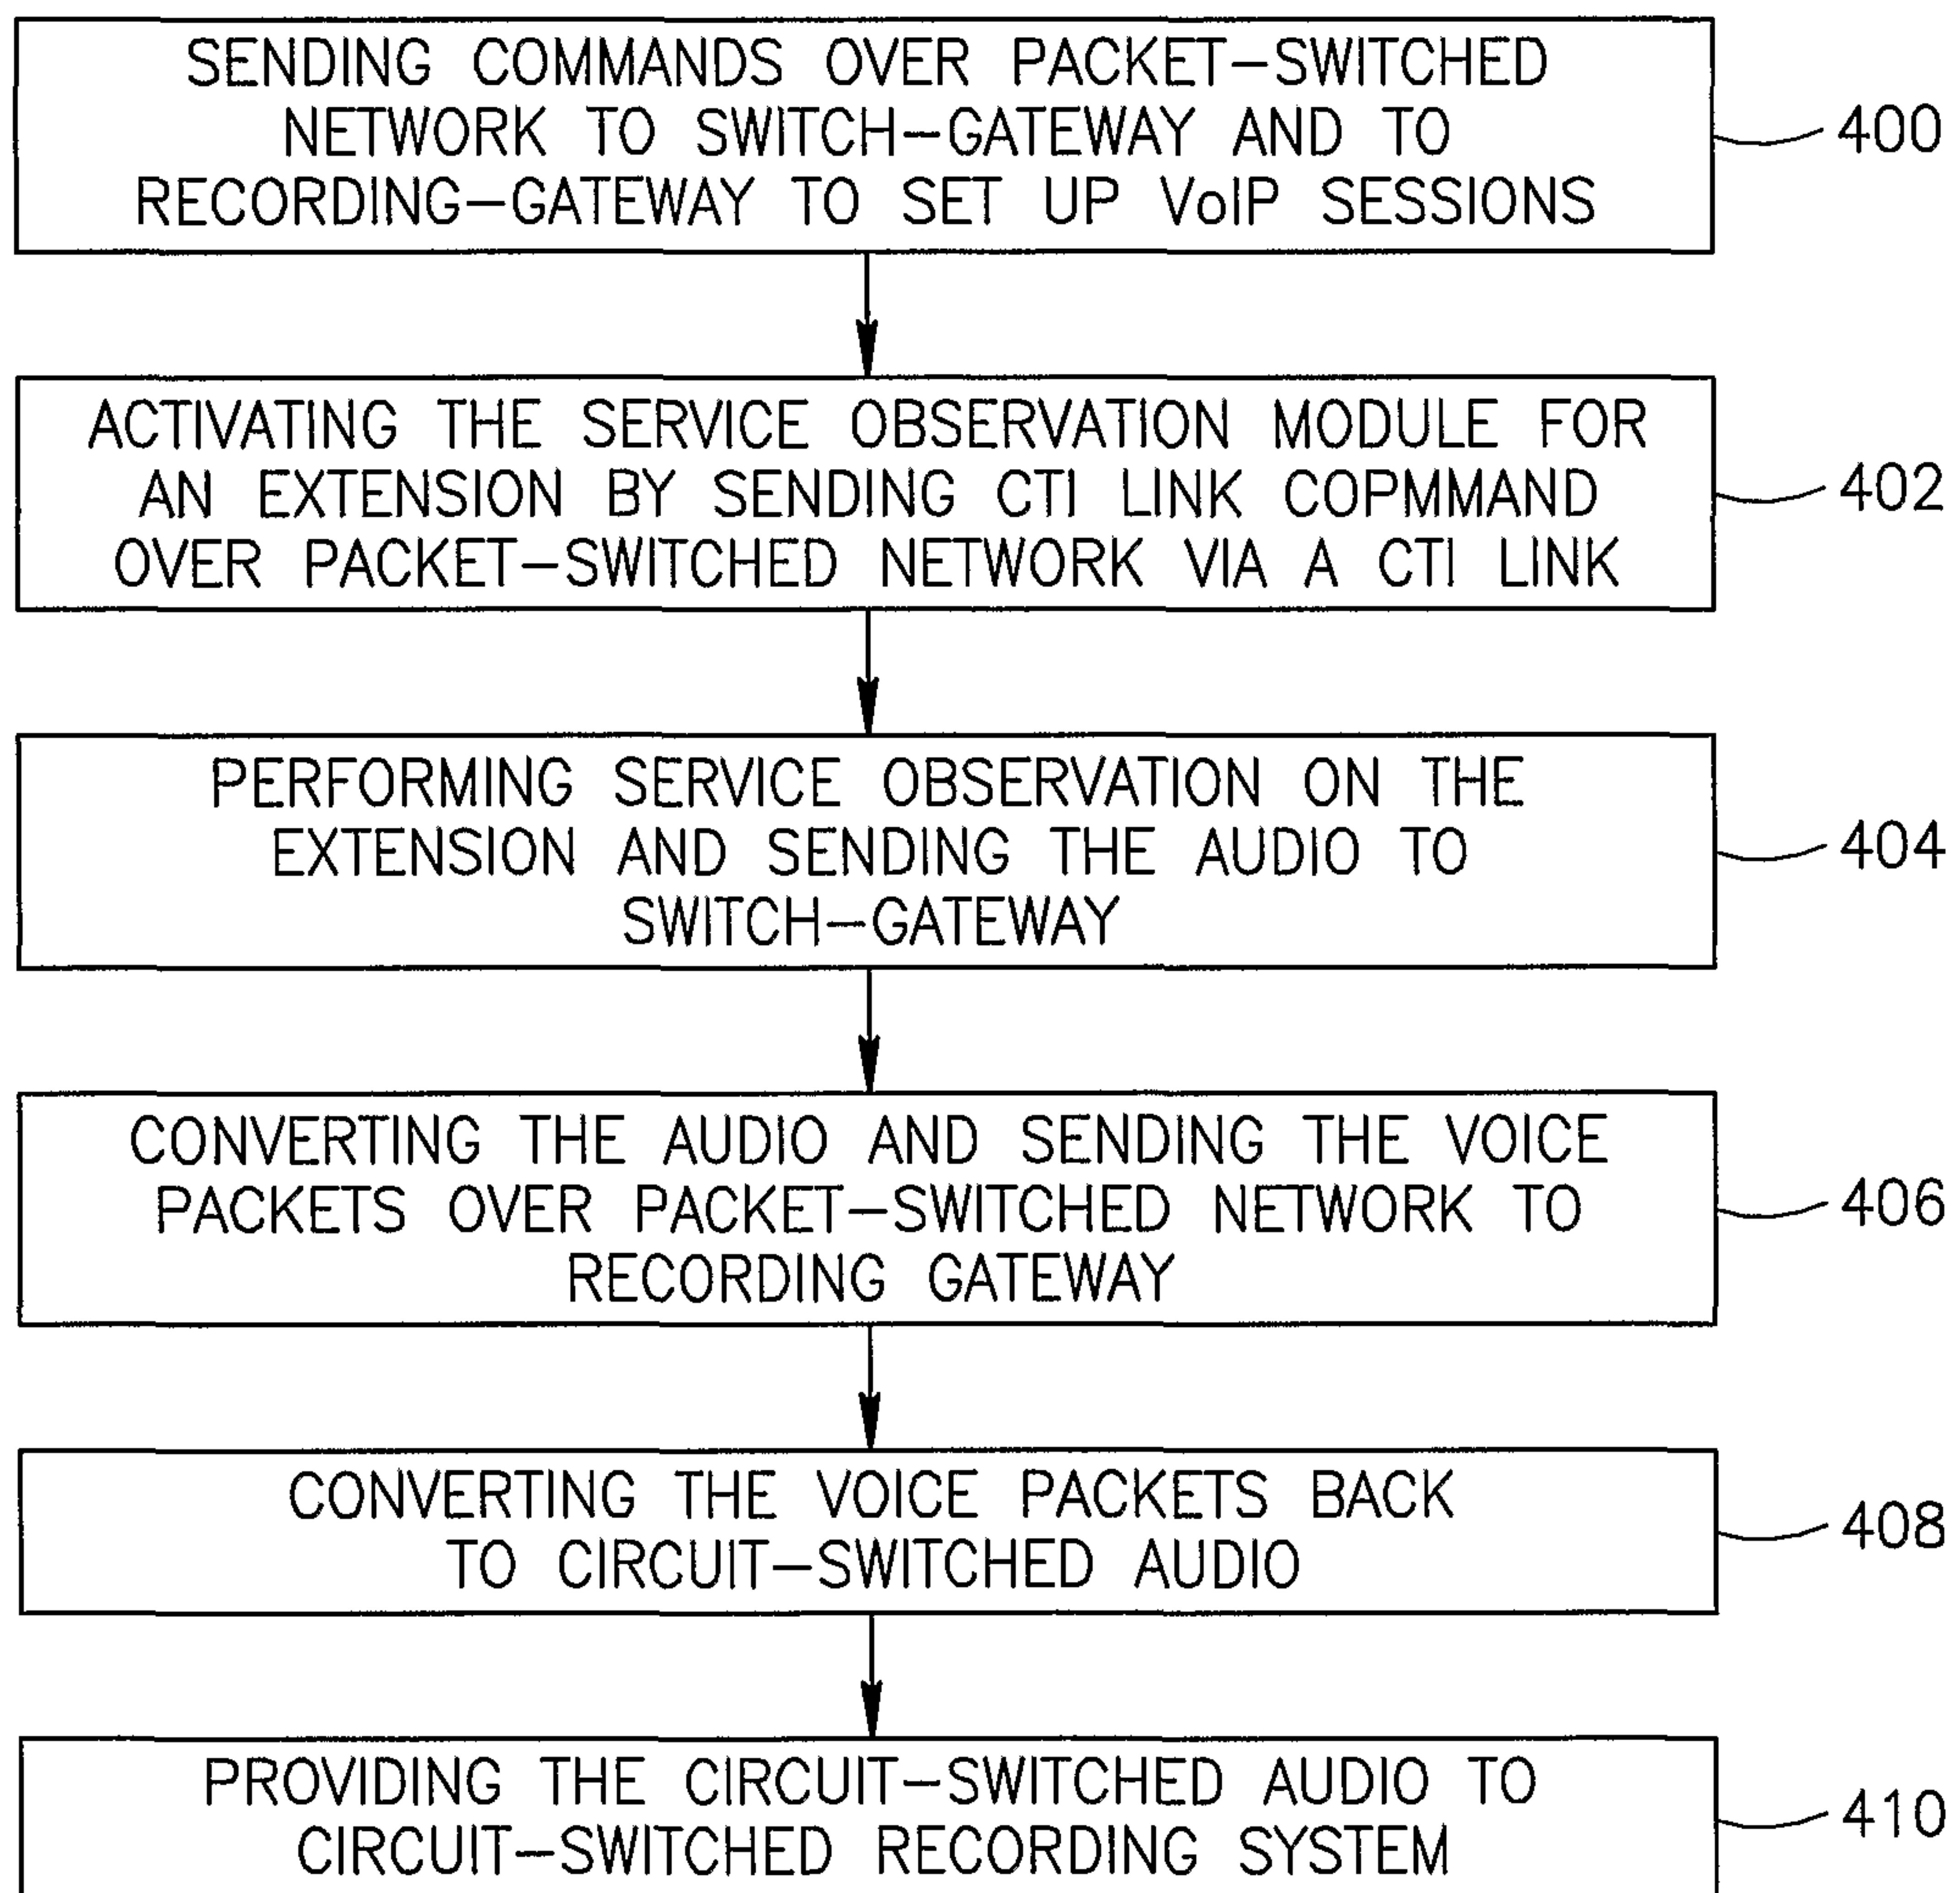 SENDING COMMANDS OVER PACKET-SWITCHED
NETWORK TO SWITCH-GATEWAY AND TO
RECORDING-GATEWAY TO SET UP VoIP SESSIONS
400
ACTIVATING THE SERVICE OBSERVATION MODULE FOR
AN EXTENSION BY SENDING CTI LINK COPMMAND
OVER PACKET-SWITCHED NETWORK VIA A CTI LINK
402
PERFORMING SERVICE OBSERVATION ON THE
EXTENSION AND SENDING THE AUDIO TO
SWITCH-GATEWAY
404
CONVERTING THE AUDIO AND SENDING THE VOICE
PACKETS OVER PACKET-SWITCHED NETWORK TO
RECORDING GATEWAY
406
CONVERTING THE VOICE PACKETS BACK
TO CIRCUIT-SWITCHED AUDIO
408
PROVIDING THE CIRCUIT-SWITCHED AUDIO TO
CIRCUIT-SWITCHED RECORDING SYSTEM
410